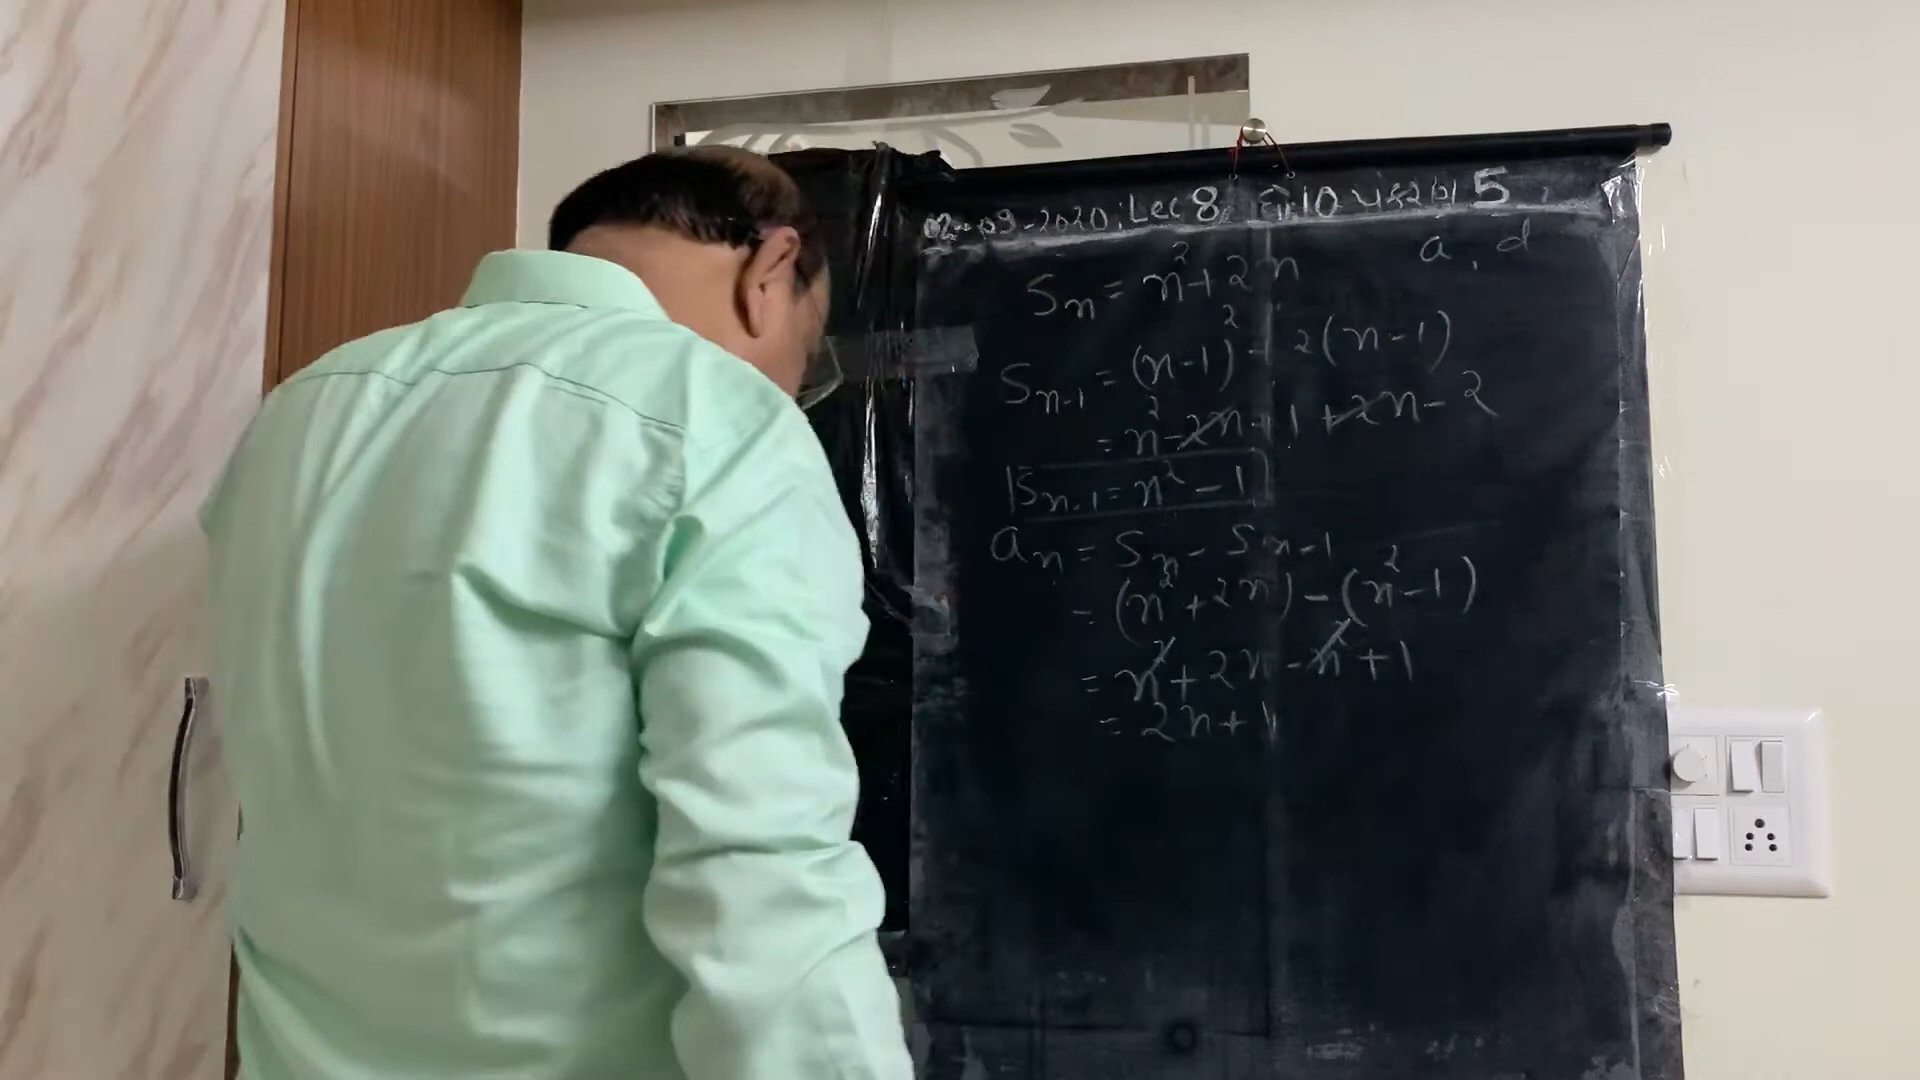 02-09-2020: Lec 8, ધો.10 પ્રકરણ 5
a, d
Sn = n² + 2n
Sn-1 = (n-1)² + 2(n-1)
= n² - 2n + 1 + 2n - 2
Sn-1 = n² - 1
an = Sn - Sn-1
= (n² + 2n) - (n² - 1)
= n² + 2n - n² + 1
= 2n + 1